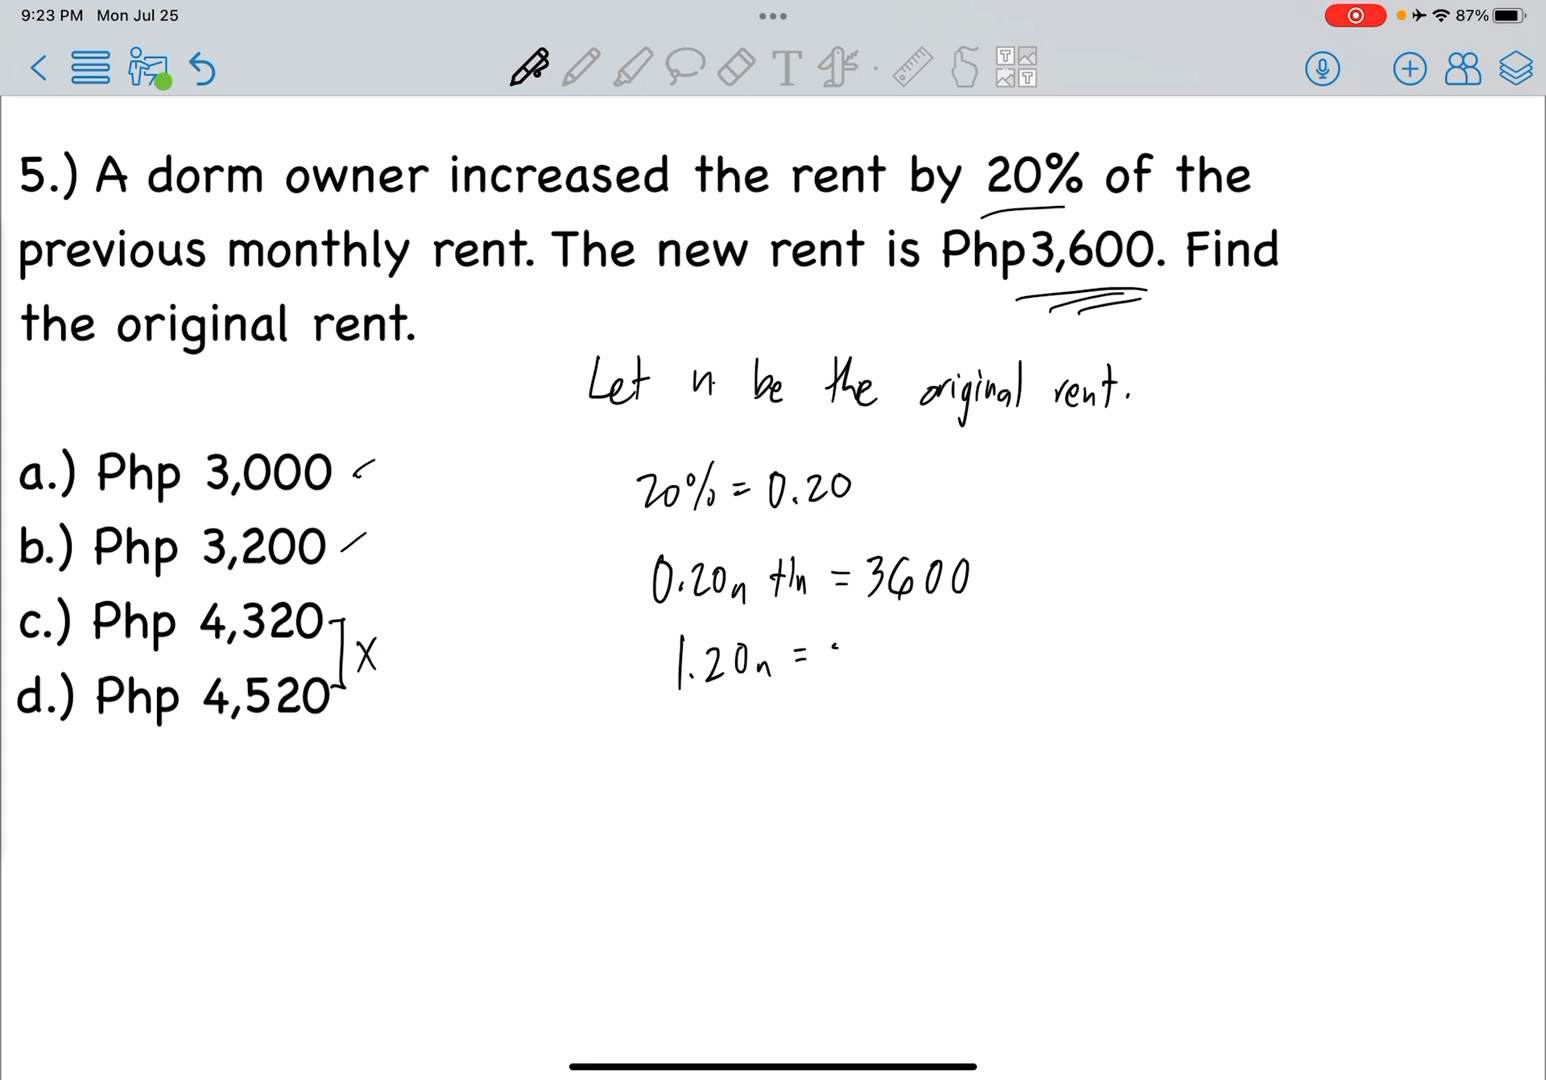 9:23 PM Mon Jul 25
87%
5.) A dorm owner increased the rent by 20% of the
previous monthly rent. The new rent is Php3,600. Find
the original rent.
Let n be the original rent.
a.) Php 3,000
20% = 0.20
b.) Php 3,200
0.20n + 1n = 3600
c.) Php 4,320
x
1.20n =
d.) Php 4,520